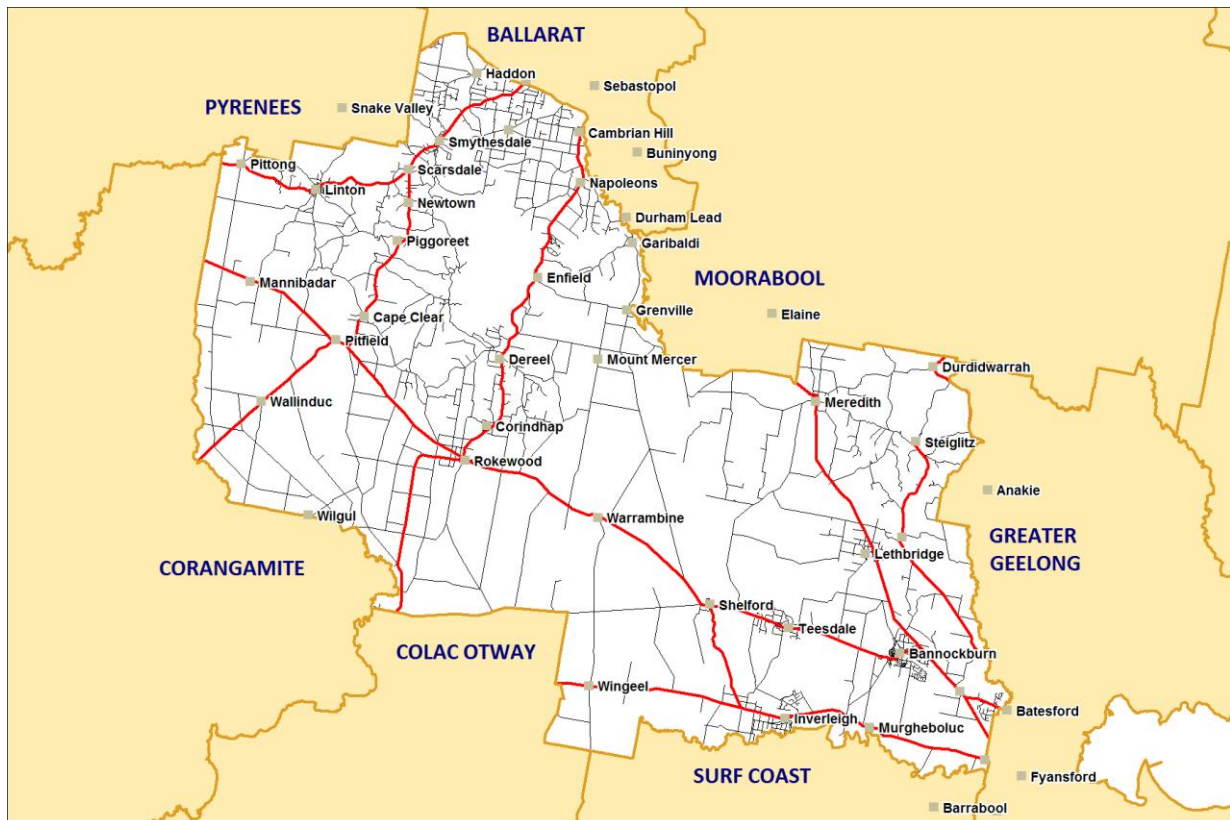 BALLARAT
Haddon
Sebastopol
PYRENEES
Snake Valley
Cambrian Hill
Smythesdale
Buninyong
Pittong
Scarsdale
Linton
Napoleons
Newtown
Durham Lead
Piggoreet
Garibaldi
MOORABOOL
Mannibadar
Enfield
Grenville
Elaine
Cape Clear
Pitfield
Dereel
Mount Mercer
Durdidwarrah
Wallinduc
Meredith
Corindhap
Steiglitz
Rokewood
Anakie
Wilgul
Warrambine
GREATER
GEELONG
Lethbridge
CORANGAMITE
Shelford
Teesdale
COLAC OTWAY
Bannockburn
Wingeel
Batesford
Inverleigh
Murgheboluc
SURF COAST
Fyansford
Barrabool